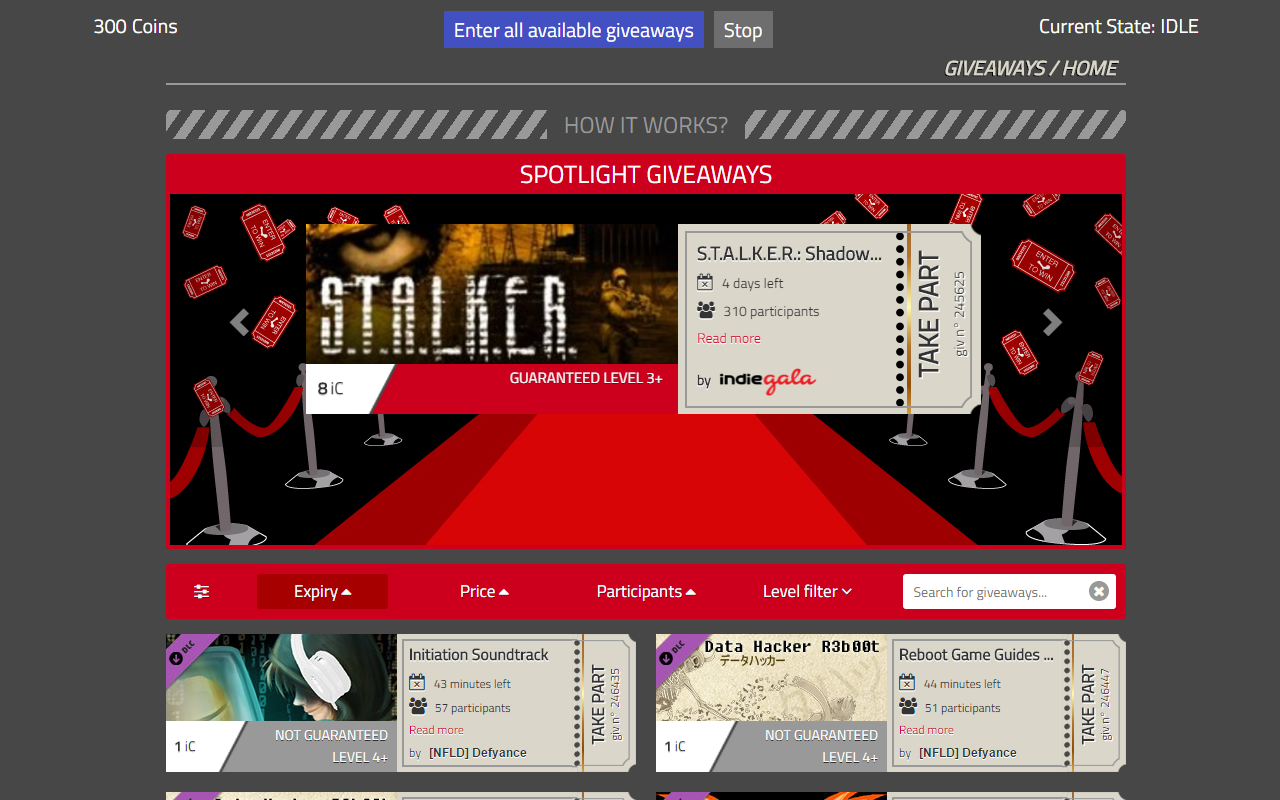 300 Coins
Enter all available giveaways
Stop
Current State: IDLE
GIVEAWAYS / HOME
HOW IT WORKS?
SPOTLIGHT GIVEAWAYS
ENTER TO WIN
S.T.A.L.K.E.R.
8 iC
GUARANTEED LEVEL 3+
S.T.A.L.K.E.R.: Shadow...
4 days left
310 participants
Read more
by indiegala
TAKE PART
giv n° 245625
Expiry
Price
Participants
Level filter
Search for giveaways...
DLC
1 iC
NOT GUARANTEED
LEVEL 4+
Initiation Soundtrack
43 minutes left
57 participants
Read more
by [NFLD] Defyance
TAKE PART
giv n° 246435
DLC
Data Hacker R3b00t
データハッカー
1 iC
NOT GUARANTEED
LEVEL 4+
Reboot Game Guides ...
44 minutes left
51 participants
Read more
by [NFLD] Defyance
TAKE PART
giv n° 246447